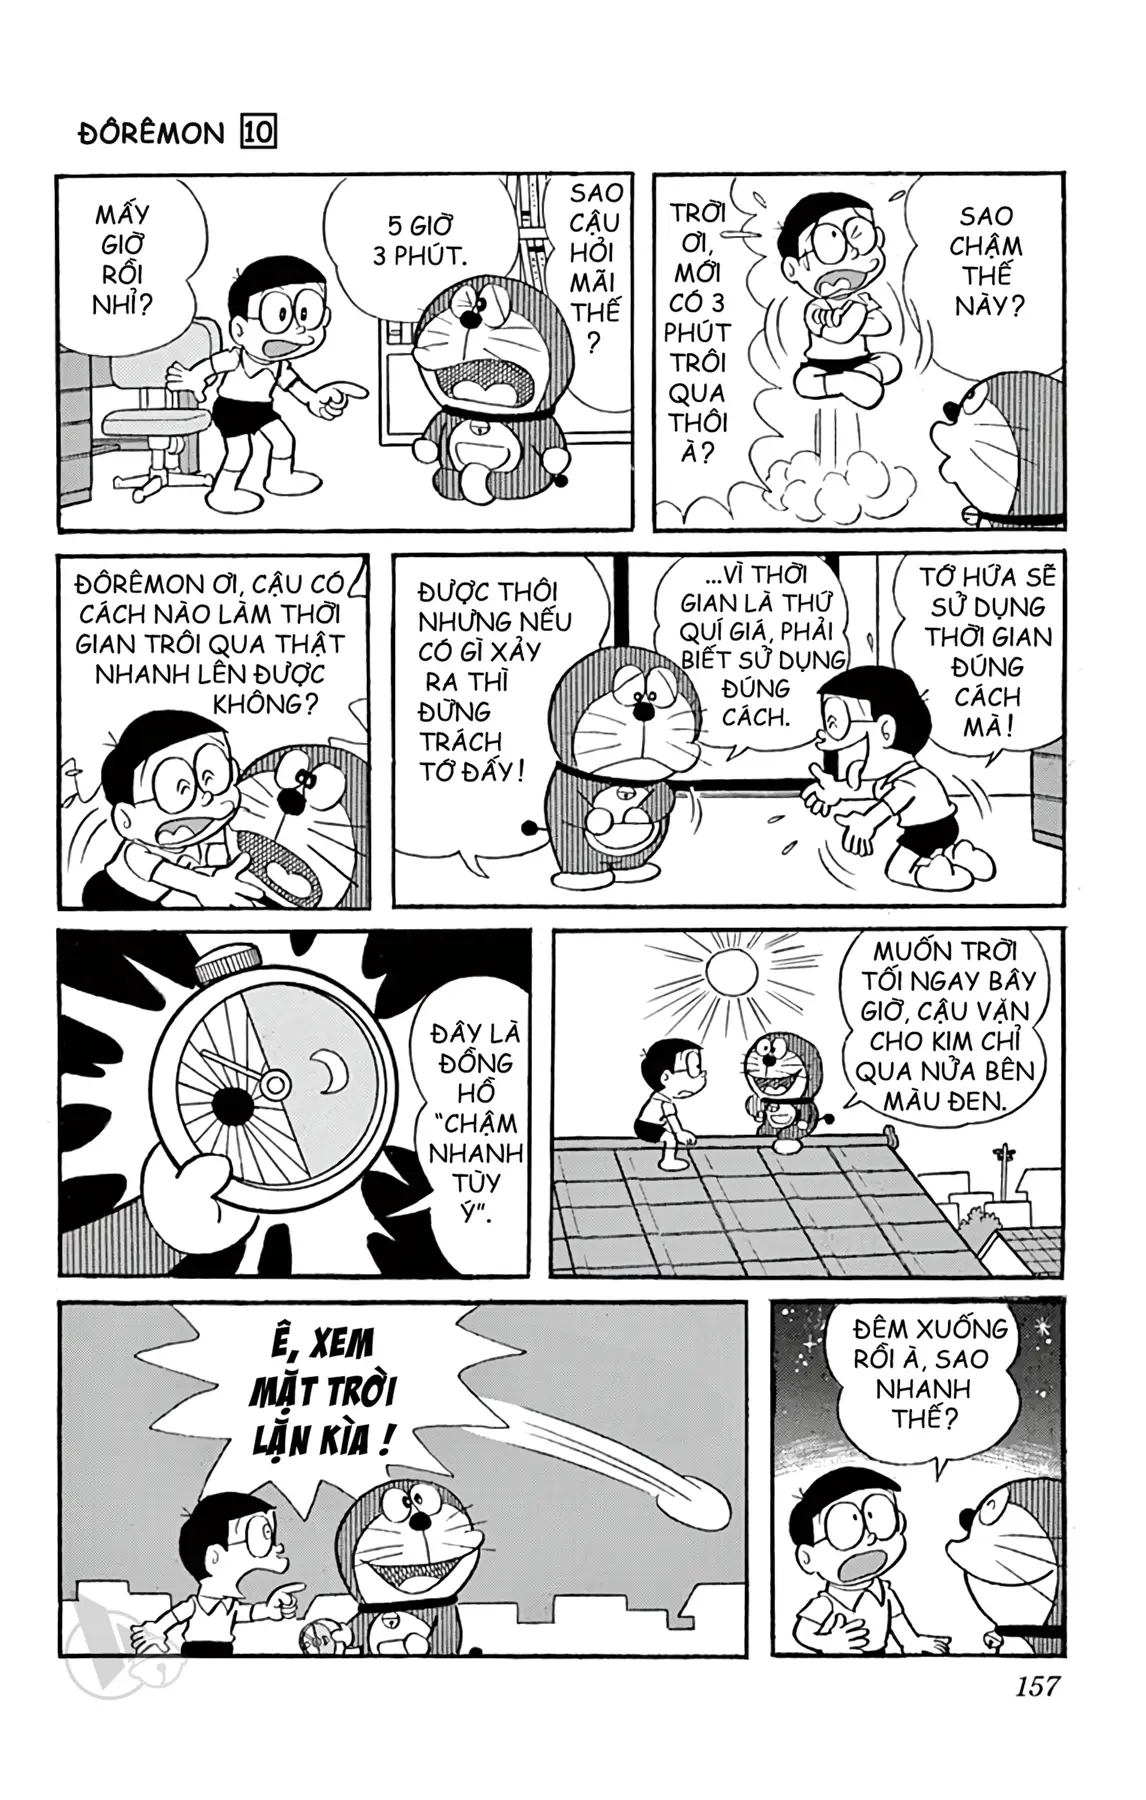 ĐÔRÊMON 10
MẤY
GIỜ
RỒI
NHỈ?
5 GIỜ
3 PHÚT.
SAO
CẬU
HỎI
MÃI
THẾ
?
TRỜI
ƠI,
MỚI
CÓ 3
PHÚT
TRÔI
QUA
THÔI
À?
SAO
CHẬM
THẾ
NÀY?
ĐÔRÊMON ƠI, CẬU CÓ
CÁCH NÀO LÀM THỜI
GIAN TRÔI QUA THẬT
NHANH LÊN ĐƯỢC
KHÔNG?
ĐƯỢC THÔI
NHƯNG NẾU
CÓ GÌ XẢY
RA THÌ
ĐỪNG
TRÁCH
TỚ ĐẤY!
...VÌ THỜI
GIAN LÀ THỨ
QUÍ GIÁ, PHẢI
BIẾT SỬ DỤNG
ĐÚNG
CÁCH.
TỚ HỨA SẼ
SỬ DỤNG
THỜI GIAN
ĐÚNG
CÁCH
MÀ!
ĐÂY LÀ
ĐỒNG
HỒ
"CHẬM
NHANH
TÙY
Ý".
MUỐN TRỜI
TỐI NGAY BÂY
GIỜ, CẬU VẶN
CHO KIM CHỈ
QUA NỬA BÊN
MÀU ĐEN.
Ê, XEM
MẶT TRỜI
LẶN KÌA!
ĐÊM XUỐNG
RỒI À, SAO
NHANH
THẾ?
157